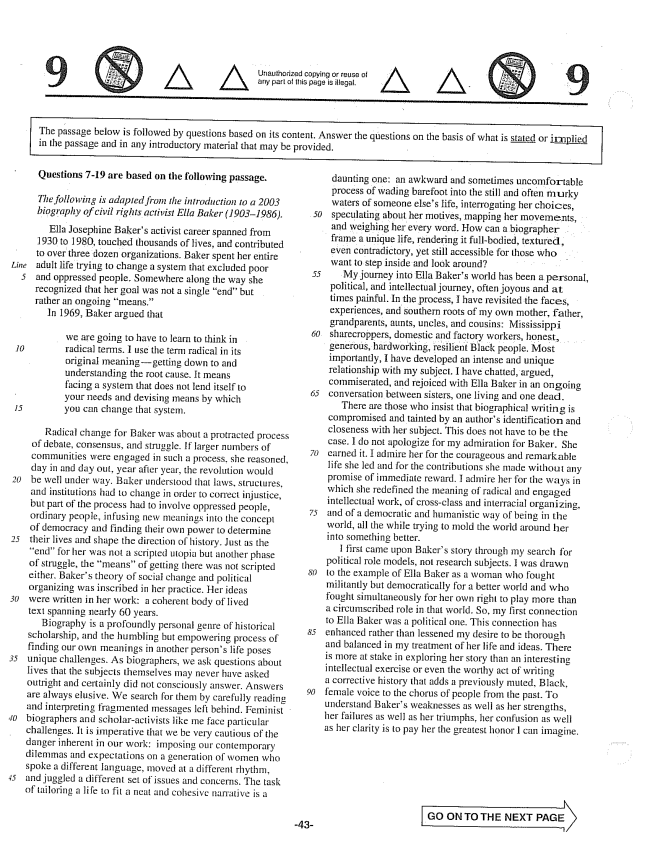 9
Unauthorized copying or reuse of
any part of this page is illegal.
9
The passage below is followed by questions based on its content. Answer the questions on the basis of what is stated or implied
in the passage and in any introductory material that may be provided.
Questions 7-19 are based on the following passage.
The following is adapted from the introduction to a 2003
biography of civil rights activist Ella Baker (1903–1986).
Ella Josephine Baker's activist career spanned from
1930 to 1980, touched thousands of lives, and contributed
to over three dozen organizations. Baker spent her entire
Line adult life trying to change a system that excluded poor
5 and oppressed people. Somewhere along the way she
recognized that her goal was not a single “end” but
rather an ongoing “means.”
In 1969, Baker argued that
we are going to have to learn to think in
10 radical terms. I use the term radical in its
original meaning—getting down to and
understanding the root cause. It means
facing a system that does not lend itself to
your needs and devising means by which
15 you can change that system.
Radical change for Baker was about a protracted process
of debate, consensus, and struggle. If larger numbers of
communities were engaged in such a process, she reasoned,
day in and day out, year after year, the revolution would
20 be well under way. Baker understood that laws, structures,
and institutions had to change in order to correct injustice,
but part of the process had to involve oppressed people,
ordinary people, infusing new meanings into the concept
of democracy and finding their own power to determine
25 their lives and shape the direction of history. Just as the
“end” for her was not a scripted utopia but another phase
of struggle, the “means” of getting there was not scripted
either. Baker's theory of social change and political
organizing was inscribed in her practice. Her ideas
30 were written in her work: a coherent body of lived
text spanning nearly 60 years.
Biography is a profoundly personal genre of historical
scholarship, and the humbling but empowering process of
finding our own meanings in another person's life poses
35 unique challenges. As biographers, we ask questions about
lives that the subjects themselves may never have asked
outright and certainly did not consciously answer. Answers
are always elusive. We search for them by carefully reading
and interpreting fragmented messages left behind. Feminist
40 biographers and scholar-activists like me face particular
challenges. It is imperative that we be very cautious of the
danger inherent in our work: imposing our contemporary
dilemmas and expectations on a generation of women who
spoke a different language, moved at a different rhythm,
45 and juggled a different set of issues and concerns. The task
of tailoring a life to fit a neat and cohesive narrative is a
daunting one: an awkward and sometimes uncomfortable
process of wading barefoot into the still and often murky
waters of someone else's life, interrogating her choices,
50 speculating about her motives, mapping her movements,
and weighing her every word. How can a biographer
frame a unique life, rendering it full-bodied, textured,
even contradictory, yet still accessible for those who
want to step inside and look around?
55 My journey into Ella Baker's world has been a personal,
political, and intellectual journey, often joyous and at
times painful. In the process, I have revisited the faces,
experiences, and southern roots of my own mother, father,
grandparents, aunts, uncles, and cousins: Mississippi
60 sharecroppers, domestic and factory workers, honest,
generous, hardworking, resilient Black people. Most
importantly, I have developed an intense and unique
relationship with my subject. I have chatted, argued,
commiserated, and rejoiced with Ella Baker in an ongoing
65 conversation between sisters, one living and one dead.
There are those who insist that biographical writing is
compromised and tainted by an author's identification and
closeness with her subject. This does not have to be the
case. I do not apologize for my admiration for Baker. She
70 earned it. I admire her for the courageous and remarkable
life she led and for the contributions she made without any
promise of immediate reward. I admire her for the ways in
which she redefined the meaning of radical and engaged
intellectual work, of cross-class and interracial organizing,
75 and of a democratic and humanistic way of being in the
world, all the while trying to mold the world around her
into something better.
I first came upon Baker's story through my search for
political role models, not research subjects. I was drawn
80 to the example of Ella Baker as a woman who fought
militantly but democratically for a better world and who
fought simultaneously for her own right to play more than
a circumscribed role in that world. So, my first connection
to Ella Baker was a political one. This connection has
85 enhanced rather than lessened my desire to be thorough
and balanced in my treatment of her life and ideas. There
is more at stake in exploring her story than an interesting
intellectual exercise or even the worthy act of writing
a corrective history that adds a previously muted, Black,
90 female voice to the chorus of people from the past. To
understand Baker's weaknesses as well as her strengths,
her failures as well as her triumphs, her confusion as well
as her clarity is to pay her the greatest honor I can imagine.
-43-
GO ON TO THE NEXT PAGE